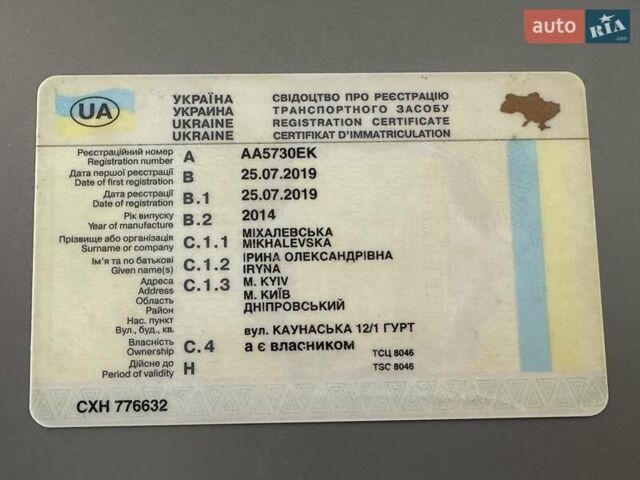 auto RIA.com
UA
УКРАЇНА СВІДОЦТВО ПРО РЕЄСТРАЦІЮ
УКРАИНА ТРАНСПОРТНОГО ЗАСОБУ
UKRAINE REGISTRATION CERTIFICATE
UKRAINE CERTIFIKAT D'IMMATRICULATION
Реєстраційний номер
Registration number A AA5730EK
Дата першої реєстрації
Date of first registration B 25.07.2019
Дата реєстрації
Date of registration B.1 25.07.2019
Рік випуску
Year of manufacture B.2 2014
Прізвище або організація МІХАЛЕВСЬКА
Surname or company C.1.1 MIKHALEVSKA
Ім'я та по батькові ІРИНА ОЛЕКСАНДРІВНА
Given name(s) C.1.2 IRYNA
Адреса C.1.3 M. KYIV
Address М. КИЇВ
Область ДНІПРОВСЬКИЙ
Район
Нас. пункт
Вул., буд., кв. вул. КАУНАСЬКА 12/1 ГУРТ
Власність
Ownership C.4 а є власником ТСЦ 8046
Дійсне до
Period of validity H TSC 8046
СХН 776632